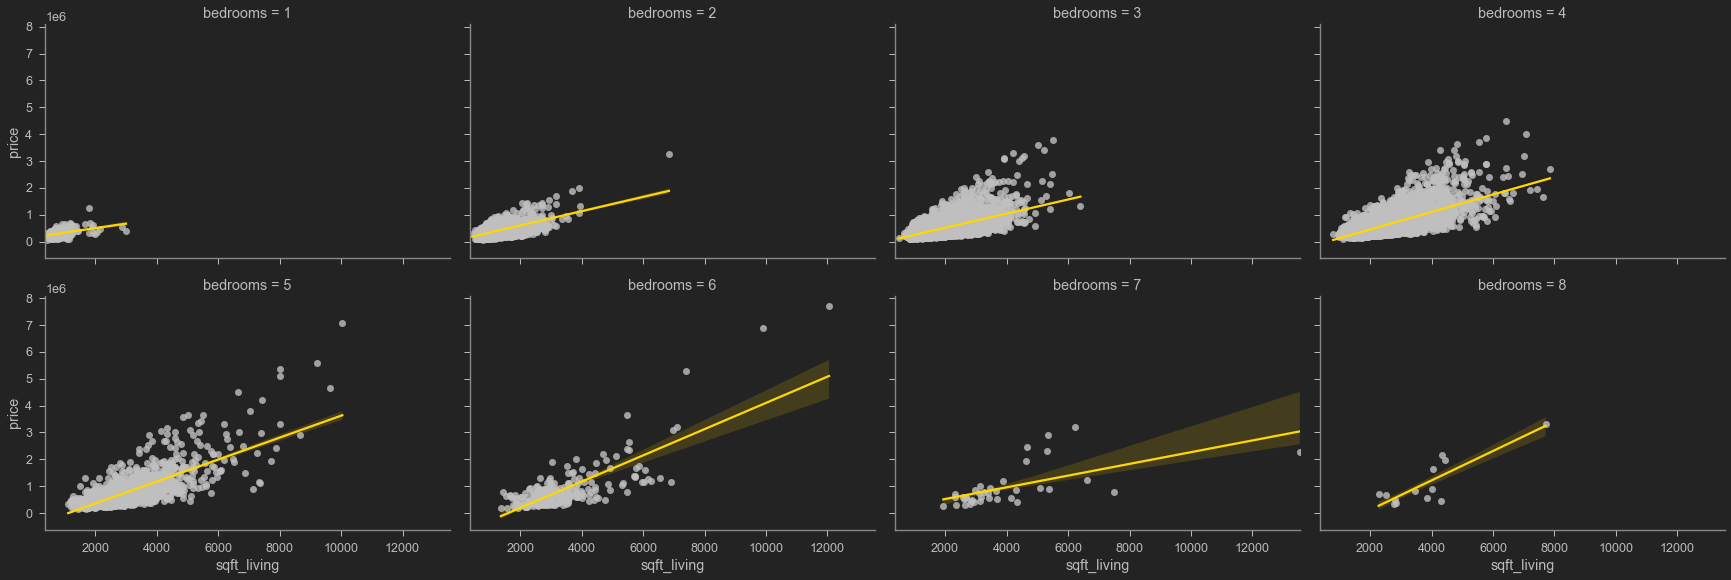 bedrooms = 1
bedrooms = 2
bedrooms = 3
bedrooms = 4
1e6
8
7
6
5
4
3
2
1
0
price
bedrooms = 5
bedrooms = 6
bedrooms = 7
bedrooms = 8
1e6
8
7
6
5
4
3
2
1
0
price
2000 4000 6000 8000 10000 12000
2000 4000 6000 8000 10000 12000
2000 4000 6000 8000 10000 12000
2000 4000 6000 8000 10000 12000
sqft_living
sqft_living
sqft_living
sqft_living